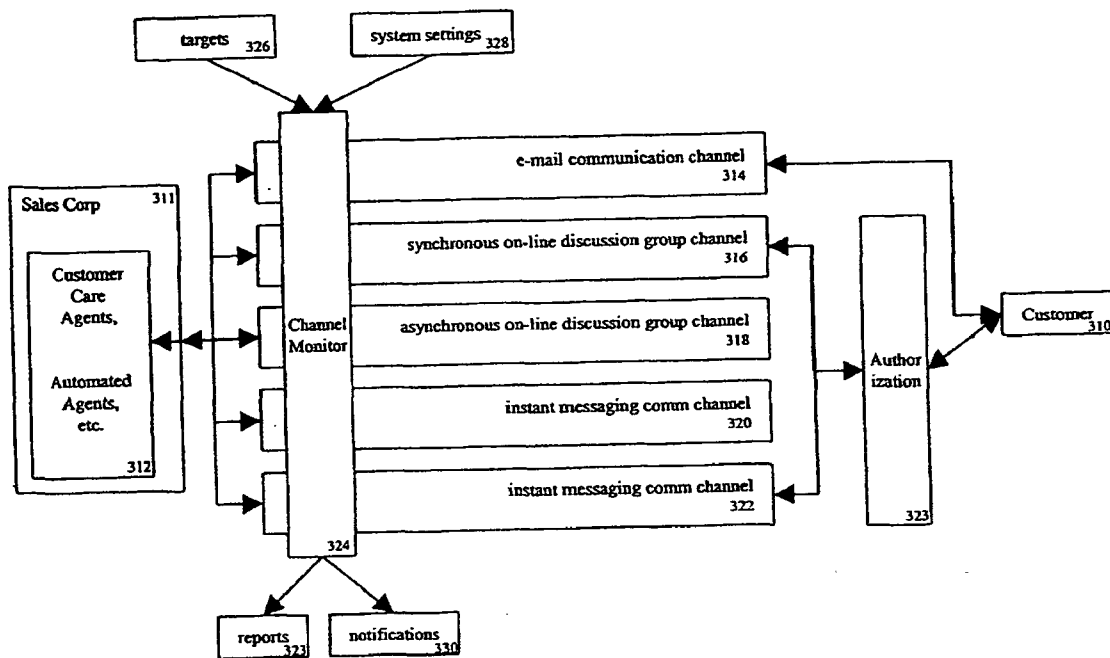 targets
326
system settings
328
e-mail communication channel
314
Sales Corp
311
synchronous on-line discussion group channel
316
Customer
Care
Agents,
Automated
Agents,
etc.
312
Channel
Monitor
asynchronous on-line discussion group channel
318
Customer
310
Author
ization
323
instant messaging comm channel
320
instant messaging comm channel
322
324
reports
323
notifications
330